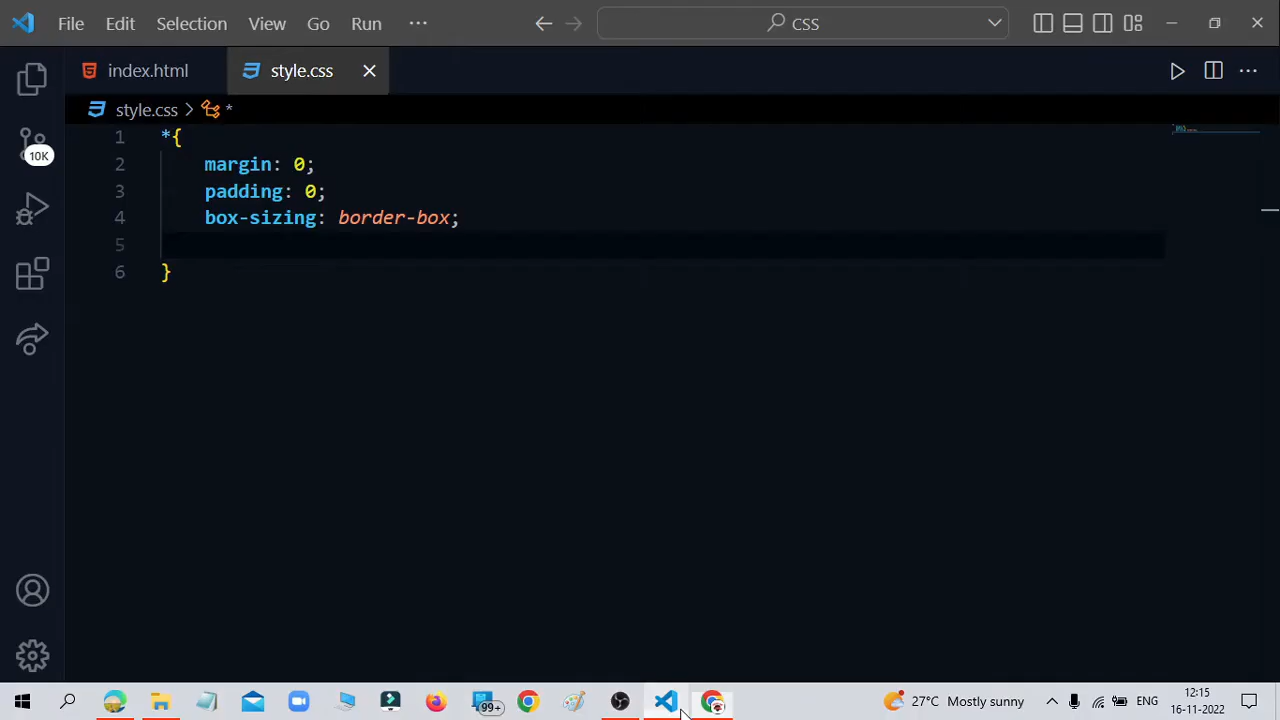 File Edit Selection View Go Run ··· css
index.html style.css
style.css > *
1 *{
2 margin: 0;
3 padding: 0;
4 box-sizing: border-box;
5
6 }
10K
99+
27°C Mostly sunny ENG 12:15
16-11-2022